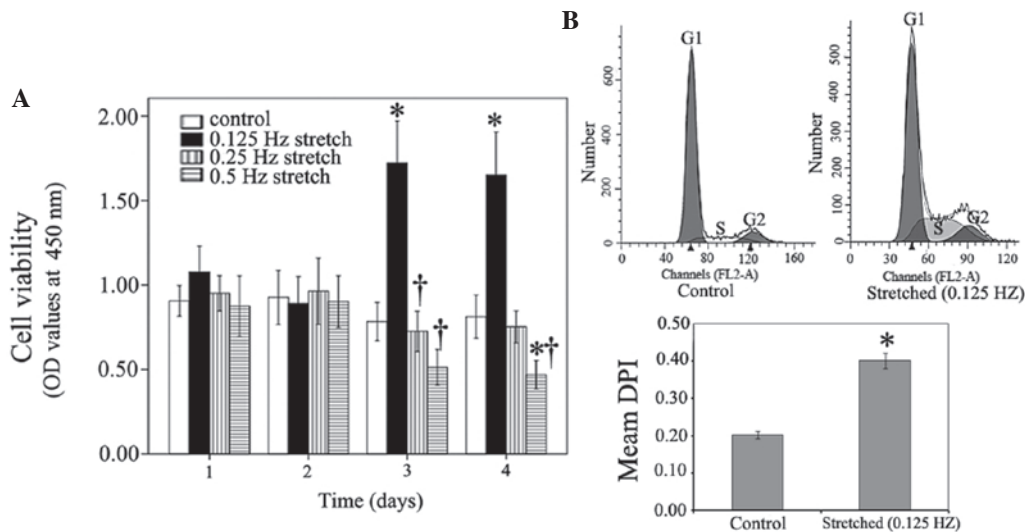 A
2.00
1.50
1.00
0.50
0.00
Cell viability
(OD values at 450 nm)
control
0.125 Hz stretch
0.25 Hz stretch
0.5 Hz stretch
*
*
†
†
*†
1
2
3
4
Time (days)
B
G1
S
G2
Number
600
400
200
0
0
40
80
120
160
Channels (FL2-A)
Control
G1
S
G2
Number
500
400
300
200
100
0
0
30
60
90
120
Channels (FL2-A)
Stretched (0.125 HZ)
0.50
0.40
0.30
0.20
0.10
0.00
Meam DPI
*
Control
Stretched (0.125 HZ)